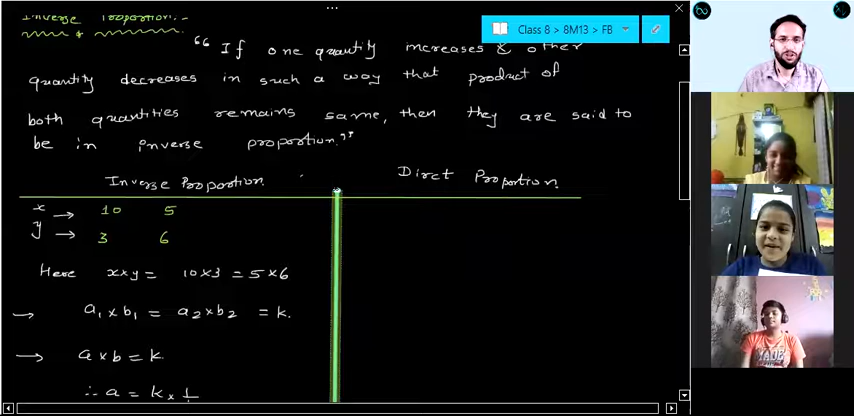 Inverse Proportion:-
Class 8 > 8M13 > FB
"If one quantity increases & other
quantity decreases in such a way that product of
both quantities remains same, then they are said to
be in inverse proportion."
Inverse Proportion
Dirct Proportion
x → 10 5
y → 3 6
Here x×y = 10×3 = 5×6
→ a₁×b₁ = a₂×b₂ = k.
→ a×b = k.
∴ a = k × 1